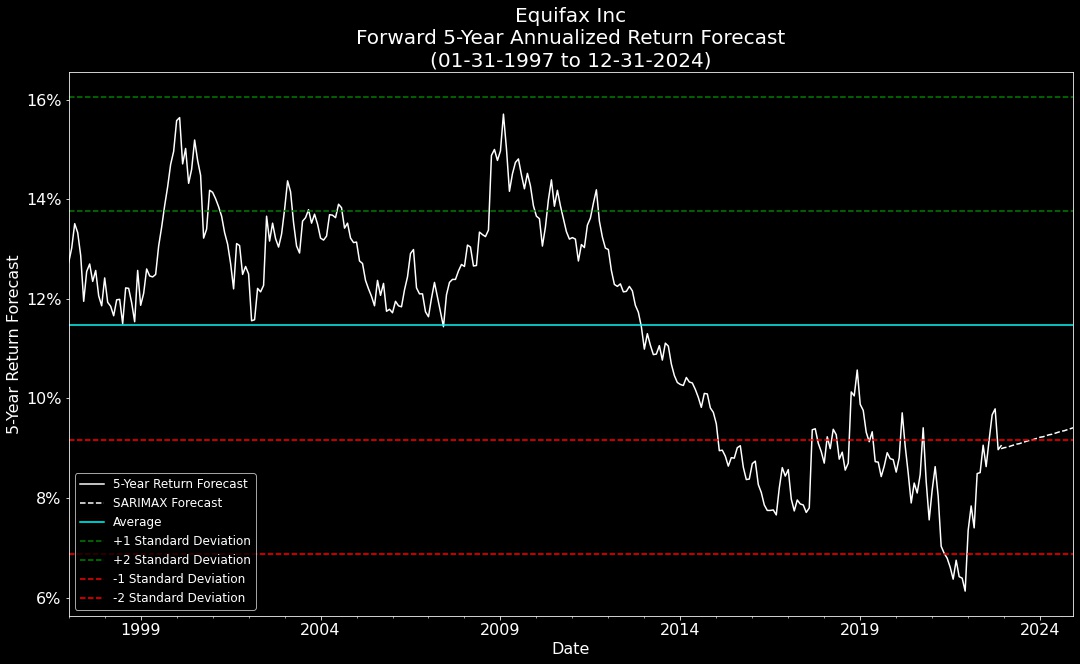 Equifax Inc
Forward 5-Year Annualized Return Forecast
(01-31-1997 to 12-31-2024)
16%
14%
12%
10%
8%
6%
5-Year Return Forecast
5-Year Return Forecast
SARIMAX Forecast
Average
+1 Standard Deviation
+2 Standard Deviation
-1 Standard Deviation
-2 Standard Deviation
1999
2004
2009
2014
2019
2024
Date